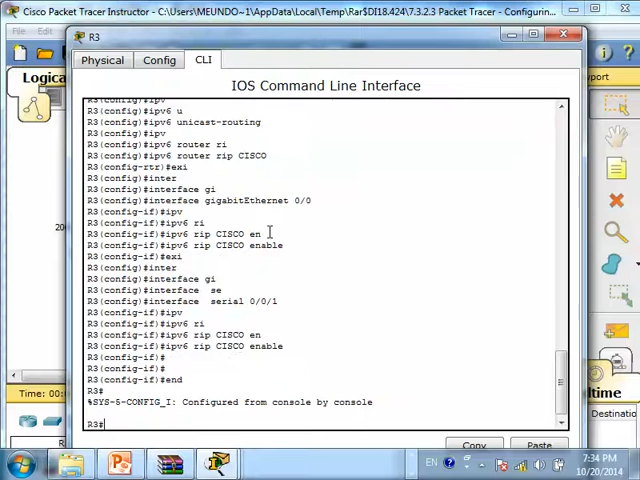 Cisco Packet Tracer Instructor - C:\Users\MEUNDO~1\AppData\Local\Temp\Rar$DI18.424\7.3.2.3 Packet Tracer - Configurin...
File
R3
Logical
Physical
Config
CLI
IOS Command Line Interface
R3(config)#ipv
R3(config)#ipv6 u
R3(config)#ipv6 unicast-routing
R3(config)#ipv
R3(config)#ipv6 router ri
R3(config)#ipv6 router rip CISCO
R3(config-rtr)#exi
R3(config)#inter
R3(config)#interface gi
R3(config)#interface gigabitEthernet 0/0
R3(config-if)#ipv
R3(config-if)#ipv6 ri
R3(config-if)#ipv6 rip CISCO en
R3(config-if)#ipv6 rip CISCO enable
R3(config-if)#exi
R3(config)#inter
R3(config)#interface gi
R3(config)#interface  se
R3(config)#interface  serial 0/0/1
R3(config-if)#ipv
R3(config-if)#ipv6 ri
R3(config-if)#ipv6 rip CISCO en
R3(config-if)#ipv6 rip CISCO enable
R3(config-if)#
R3(config-if)#
R3(config-if)#end
R3#
%SYS-5-CONFIG_I: Configured from console by console
R3#
Copy
Paste
Time: 00:
ltime
Destinatio
EN
7:34 PM
10/20/2014